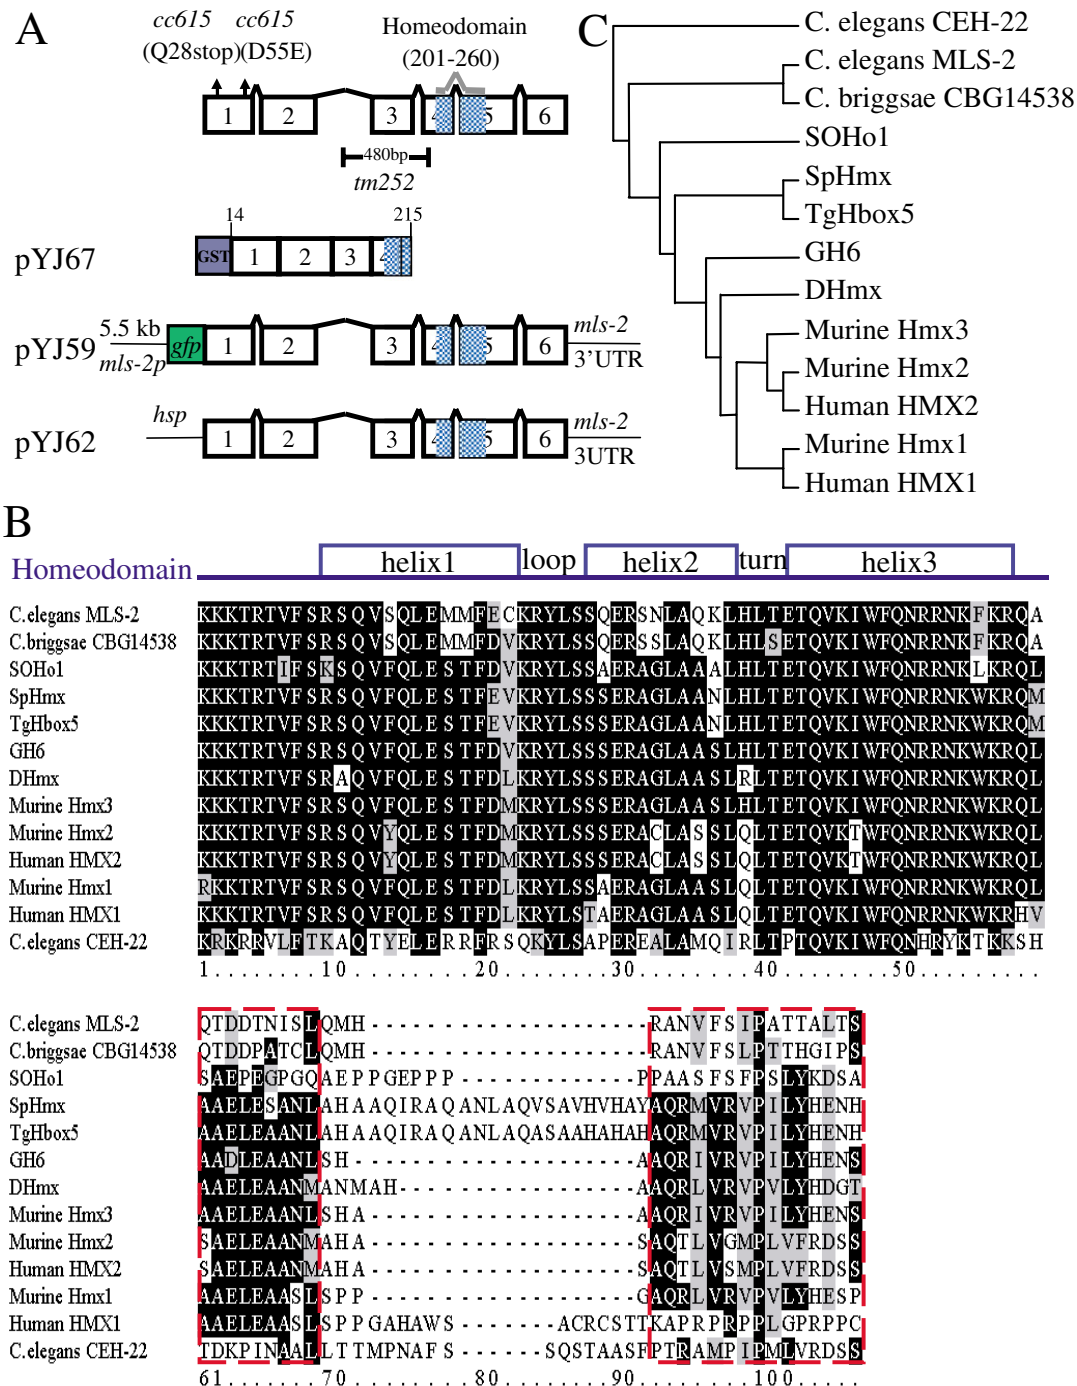 A
cc615 cc615
(Q28stop)(D55E)
Homeodomain
(201-260)
1 2 3 4 5 6
480bp
tm252
pYJ67
14 215
GST 1 2 3 4
pYJ59
5.5 kb
mls-2p
gfp 1 2 3 4 5 6
mls-2
3'UTR
pYJ62
hsp
1 2 3 4 5 6
mls-2
3UTR
C
C. elegans CEH-22
C. elegans MLS-2
C. briggsae CBG14538
SOHo1
SpHmx
TgHbox5
GH6
DHmx
Murine Hmx3
Murine Hmx2
Human HMX2
Murine Hmx1
Human HMX1
B
Homeodomain helix1 loop helix2 turn helix3
C.elegans MLS-2 KKKTRTVFSRSQVSQLEMMFECKRYLSSQERSNLAQKLHLTETQVKIWFQNRRNKFKRQA
C.briggsae CBG14538 KKKTRTVFSRSQVSQLEMMFDVKRYLSSQERSSLAQKLHLSETQVKIWFQNRRNKFKRQA
SOHo1 KKKTRTIFSKSQVFQLESTFDVKRYLSSAERAGLAAALHLTETQVKIWFQNRRNKLKRQL
SpHmx KKKTRTVFSRSQVFQLESTFEVKRYLSSSERAGLAANLHLTETQVKIWFQNRRNKWKRQM
TgHbox5 KKKTRTVFSRSQVFQLESTFEVKRYLSSSERAGLAANLHLTETQVKIWFQNRRNKWKRQM
GH6 KKKTRTVFSRSQVFQLESTFDVKRYLSSSERAGLAASLHLTETQVKIWFQNRRNKWKRQL
DHmx KKKTRTVFSRAQVFQLESTFDLKRYLSSSERAGLAASLRLTETQVKIWFQNRRNKWKRQL
Murine Hmx3 KKKTRTVFSRSQVFQLESTFDMKRYLSSSERAGLAASLHLTETQVKIWFQNRRNKWKRQL
Murine Hmx2 KKKTRTVFSRSQVYQLESTFDMKRYLSSSERACLASSLQLTETQVKTWFQNRRNKWKRQL
Human HMX2 KKKTRTVFSRSQVYQLESTFDMKRYLSSSERACLASSLQLTETQVKTWFQNRRNKWKRQL
Murine Hmx1 RKKTRTVFSRSQVFQLESTFDLKRYLSSAERAGLAASLQLTETQVKIWFQNRRNKWKRQL
Human HMX1 KKKTRTVFSRSQVFQLESTFDLKRYLSTAERAGLAASLQLTETQVKIWFQNRRNKWKRHV
C.elegans CEH-22 KRKRRVLFTKAQTYELERRFRSQKYLSAPEREALAMQIRLTPTQVKIWFQNHRYKTKKSH
1.......10........20........30........40........50.........
C.elegans MLS-2 QTDDTNISLQMH-------------------RANVFSIPATTALTS
C.briggsae CBG14538 QTDDPATCLQMH-------------------RANVFSLPTTHGIPS
SOHo1 SAEPEGPGQAEPPGEPPP-------------PPAASFSFPSLYKDSA
SpHmx AAELESANLAHAAQIRAQANLAQVSAVHVHAYAQRMVRVPILYHENH
TgHbox5 AAELEAANLAHAAQIRAQANLAQASAAHAHAHAQRMVRVPILYHENH
GH6 AADLEAANLSH--------------------AAQRIVRVPILYHENS
DHmx AAELEAANMANMAH-----------------AAQRLVRVPVLYHDGT
Murine Hmx3 AAELEAANLSHA-------------------AAQRIVRVPILYHENS
Murine Hmx2 SAELEAANMAHA-------------------SAQTLVGMPLVFRDSS
Human HMX2 SAELEAANMAHA-------------------SAQTLVSMPLVFRDSS
Murine Hmx1 AAELEAASLSPP-------------------GAQRLVRVPVLYHESP
Human HMX1 AAELEAASLSPPGAHAWS-------ACRCSTTKAPRPRPPLGPRPPC
C.elegans CEH-22 TDKPINAALLTTMPNAFS------SQSTAASFPTRAMPIPMLVRDSS
61.......70........80........90........100......